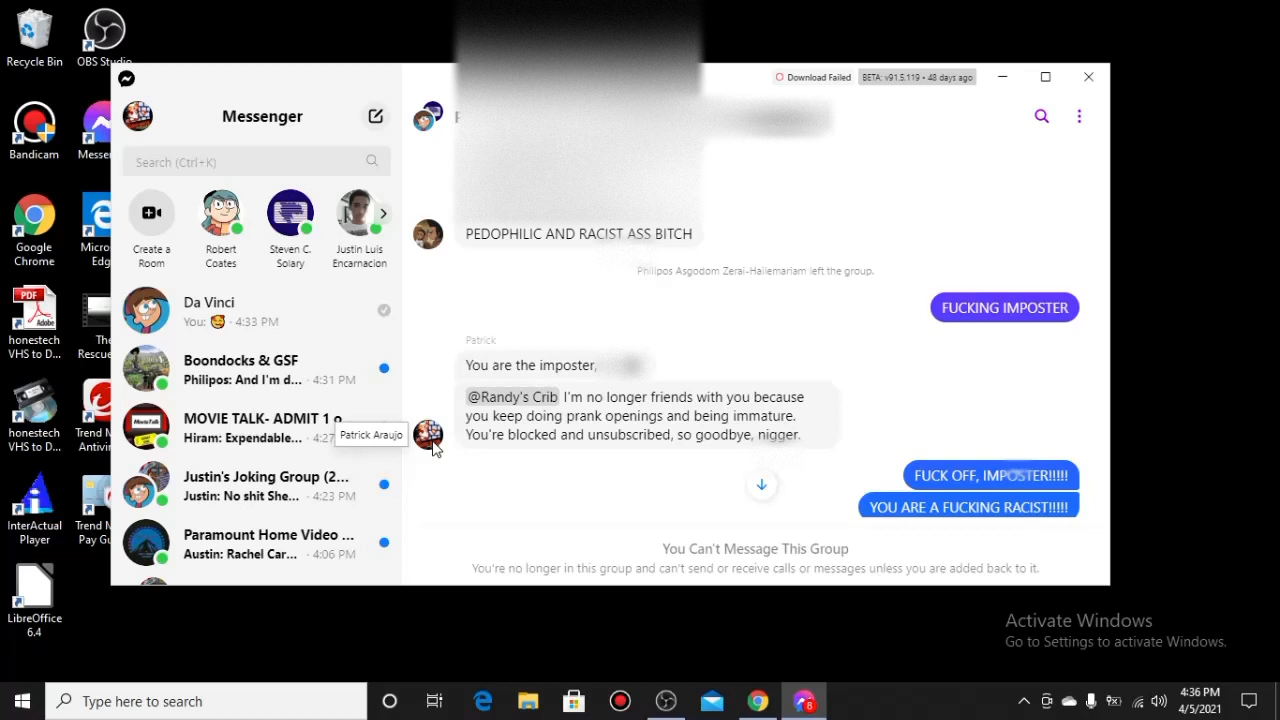 Recycle Bin
OBS Studio
Bandicam
Messen
Google
Chrome
Micros
Edg
PDF
Adobe
honestech
VHS to D...
The
Rescue
honestech
VHS to D...
Trend M
Antivir
InterActual
Player
Trend M
Pay Gu
LibreOffice
6.4
Download Failed
BETA: v91.5.119 • 48 days ago
Messenger
Search (Ctrl+K)
Create a
Room
Robert
Coates
Steven C.
Solary
Justin Luis
Encarnacion
Da Vinci
You: 🥰 · 4:33 PM
Boondocks & GSF
Philipos: And I'm d... · 4:31 PM
MOVIE TALK- ADMIT 1 o
Hiram: Expendable... · 4:27
Patrick Araujo
Justin's Joking Group (2...
Justin: No shit She... · 4:23 PM
Paramount Home Video ...
Austin: Rachel Car... · 4:06 PM
PEDOPHILIC AND RACIST ASS BITCH
Philipos Asgodom Zerai-Hailemariam left the group.
FUCKING IMPOSTER
Patrick
You are the imposter,
@Randy's Crib I'm no longer friends with you because
you keep doing prank openings and being immature.
You're blocked and unsubscribed, so goodbye, nigger.
FUCK OFF, IMPOSTER!!!!!
YOU ARE A FUCKING RACIST!!!!!
You Can't Message This Group
You're no longer in this group and can't send or receive calls or messages unless you are added back to it.
Activate Windows
Go to Settings to activate Windows.
Type here to search
8
4:36 PM
4/5/2021